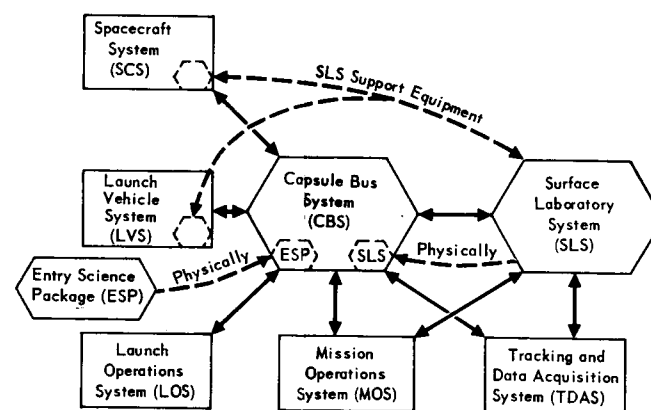 Spacecraft
System
(SCS)
SLS Support Equipment
Launch
Vehicle
System
(LVS)
Capsule Bus
System
(CBS)
Surface
Laboratory
System
(SLS)
ESP
SLS
Physically
Physically
Entry Science
Package (ESP)
Launch
Operations
System (LOS)
Mission
Operations
System (MOS)
Tracking and
Data Acquisition
System (TDAS)